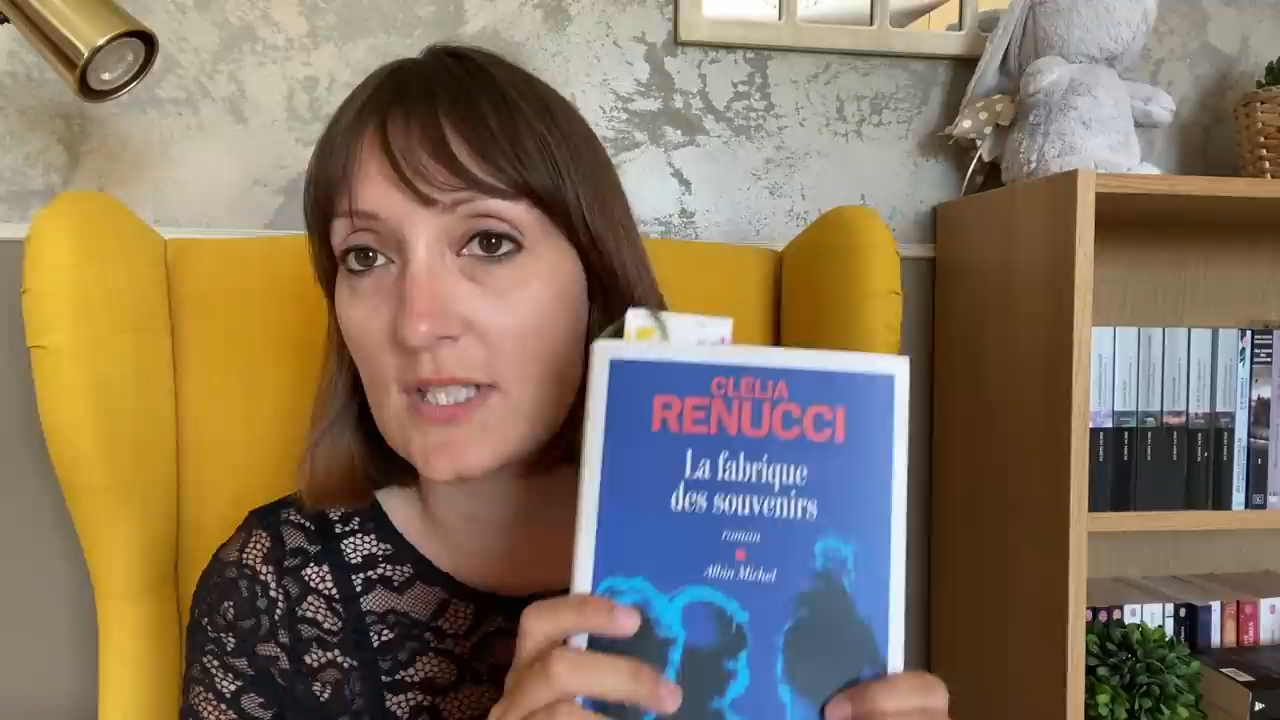 CLÉLIA
RENUCCI
La fabrique
des souvenirs
roman
Albin Michel